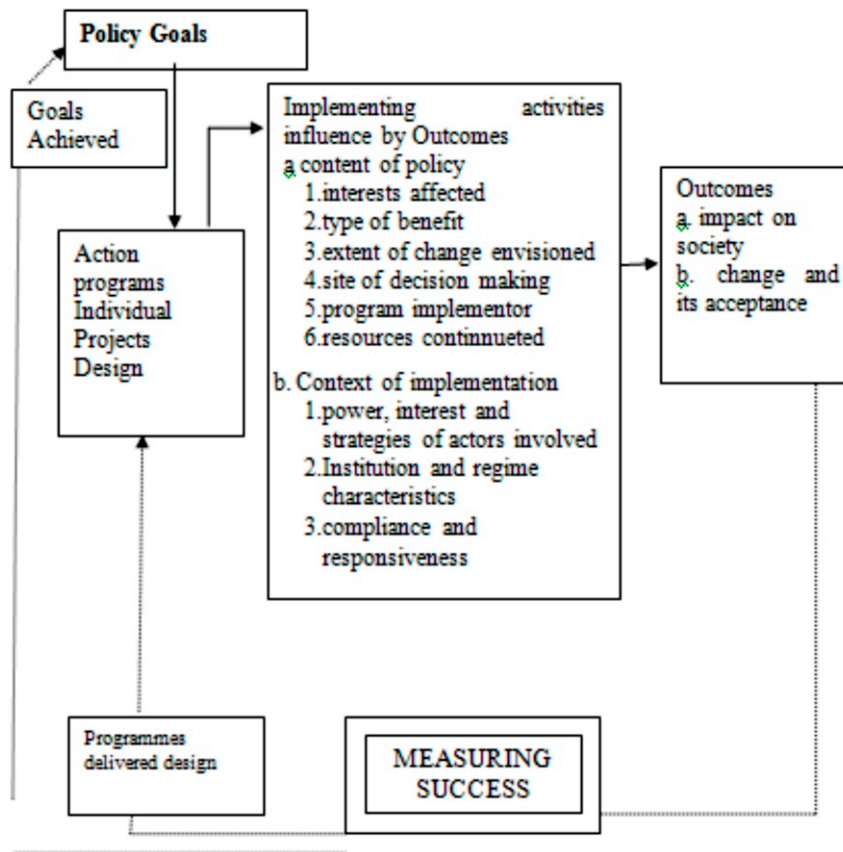 Policy Goals
Goals
Achieved
Action
programs
Individual
Projects
Design
Implementing activities
influence by Outcomes
a content of policy
1.interests affected
2.type of benefit
3.extent of change envisioned
4.site of decision making
5.program implementor
6.resources continnueted
b. Context of implementation
1.power, interest and
strategies of actors involved
2.Institution and regime
characteristics
3.compliance and
responsiveness
Outcomes
a. impact on
society
b. change and
its acceptance
Programmes
delivered design
MEASURING
SUCCESS